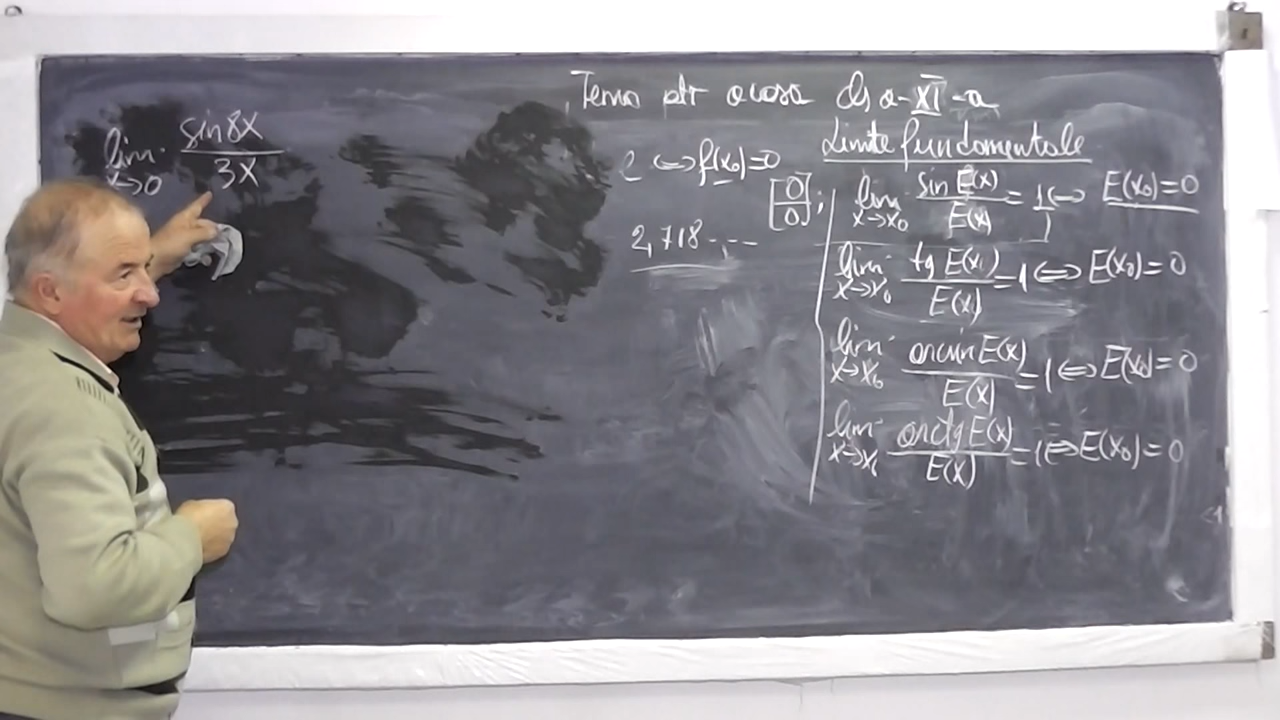 Tema ptr acasa cls a-XI-a
lim x→0 sin8x / 3x
e ⟺ f(x₀)=0
2,718....
Limite fundamentale
[0/0]; lim x→x₀ sin E(x) / E(x) = 1 ⟺ E(x₀)=0
lim x→x₀ tg E(x) / E(x) = 1 ⟺ E(x₀)=0
lim x→x₀ arcsin E(x) / E(x) = 1 ⟺ E(x₀)=0
lim x→x₀ arctg E(x) / E(x) = 1 ⟺ E(x₀)=0